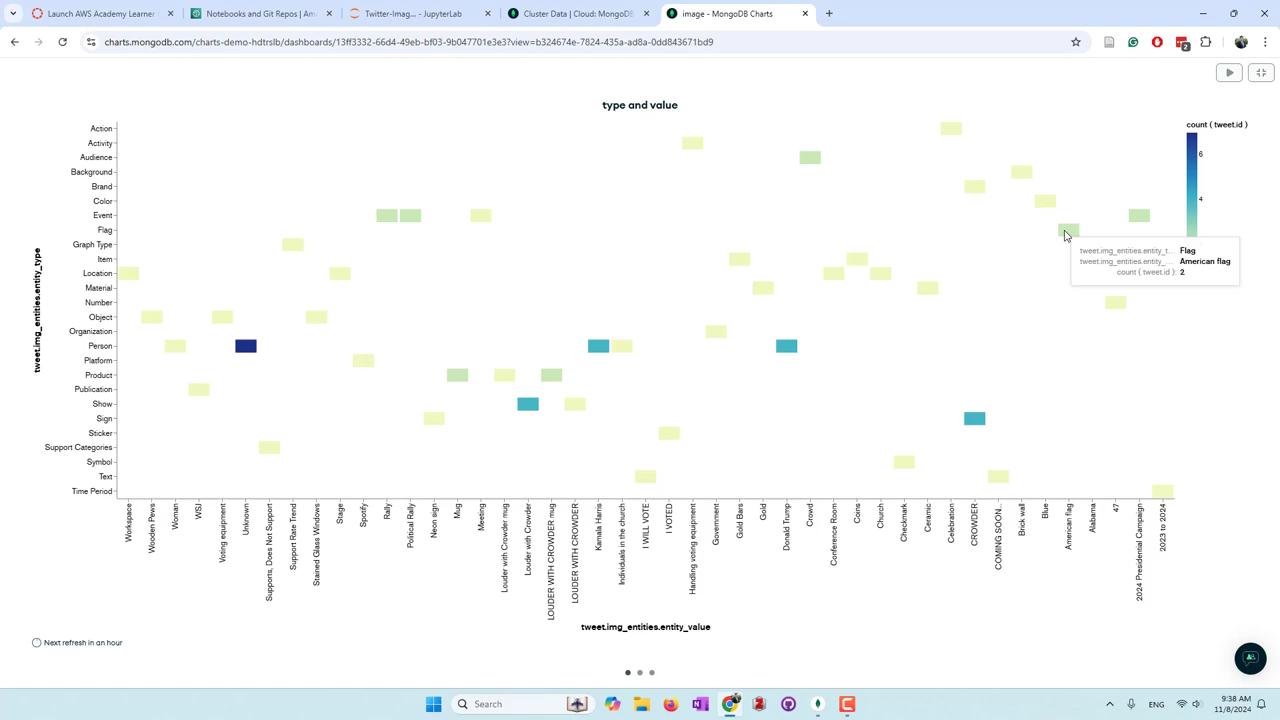 Launch AWS Academy Learner
Notebooks and Git Repos | Am
Twitter-Imag... - JupyterLab
Cluster Data | Cloud: MongoDB
image - MongoDB Charts
charts.mongodb.com/charts-demo-hdtrslb/dashboards/13ff3332-66d4-49eb-bf03-9b047701e3e3?view=b324674e-7824-435a-ad8a-0dd843671bd9
2
type and value
count ( tweet.id )
6
4
tweet.img_entities.entity_type
Action
Activity
Audience
Background
Brand
Color
Event
Flag
Graph Type
Item
Location
Material
Number
Object
Organization
Person
Platform
Product
Publication
Show
Sign
Sticker
Support Categories
Symbol
Text
Time Period
tweet.img_entities.entity_t... Flag
tweet.img_entities.entity_... American flag
count ( tweet.id ): 2
Workspace
Wooden Pews
Woman
WSJ
Voting equipment
Unknown
Supports, Does Not Support
Support Rate Trend
Stained Glass Windows
Stage
Spotify
Rally
Political Rally
Neon sign
Mug
Meeting
Louder with Crowder mug
Louder with Crowder
LOUDER WITH CROWDER mug
LOUDER WITH CROWDER
Kamala Harris
Individuals in the church
I WILL VOTE
I VOTED
Handling voting equipment
Government
Gold Bars
Gold
Donald Trump
Crowd
Conference Room
Coins
Church
Checkmark
Ceramic
Celebration
CROWDER
COMING SOON...
Brick wall
Blue
American flag
Alabama
47
2024 Presidential Campaign
2023 to 2024
tweet.img_entities.entity_value
Next refresh in an hour
Search
ENG
9:38 AM
11/8/2024